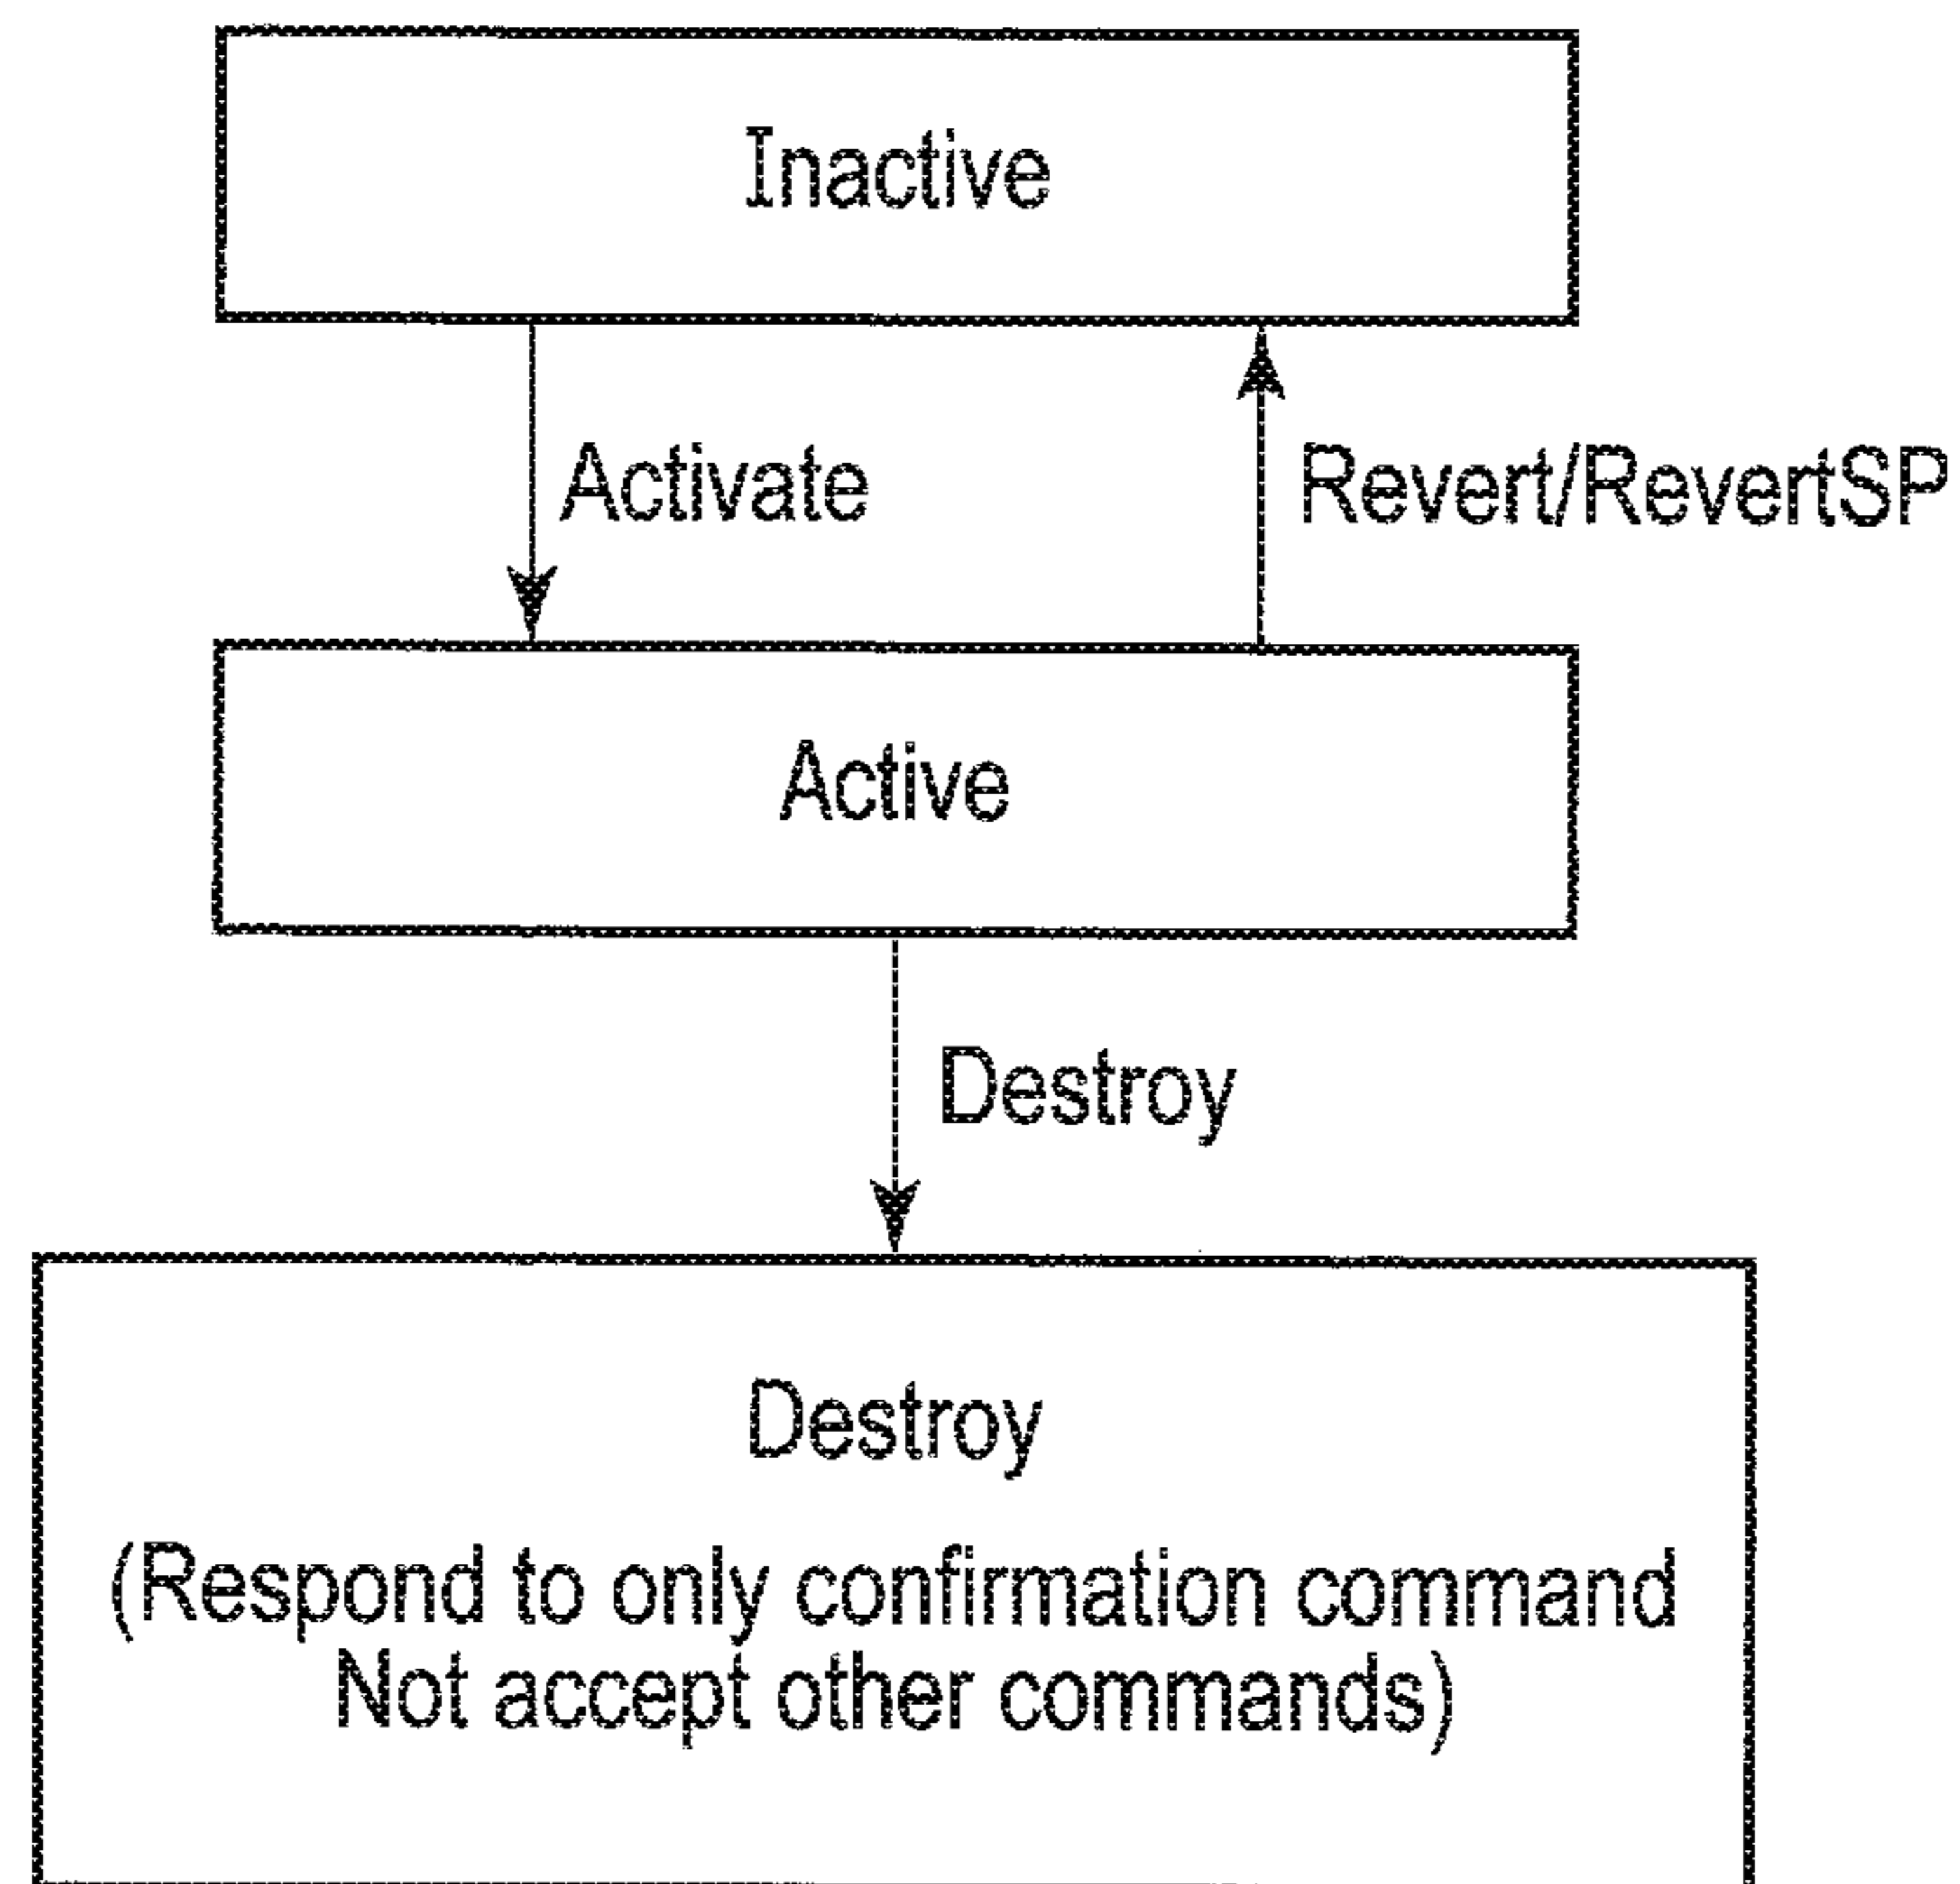 Inactive
Activate
Revert/RevertSP
Active
Destroy
Destroy
(Respond to only confirmation command
Not accept other commands)